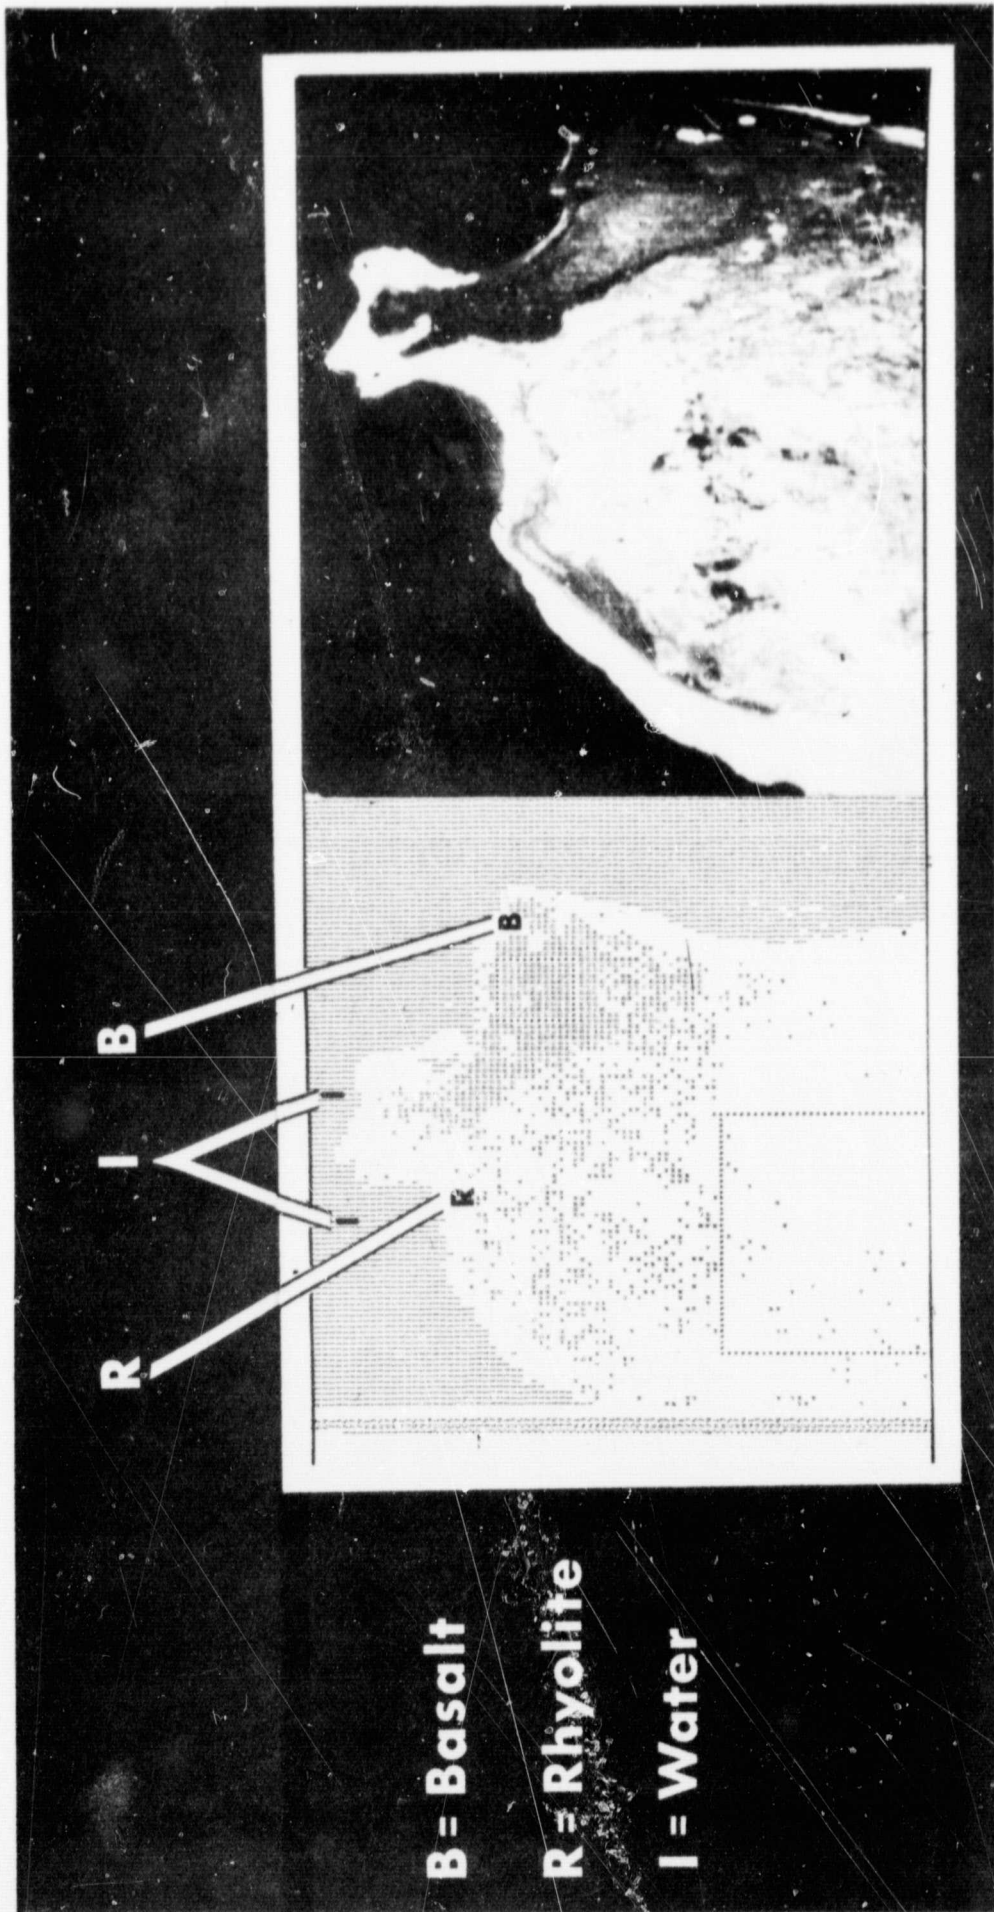 R I B
R B
B = Basalt
R = Rhyolite
I = Water